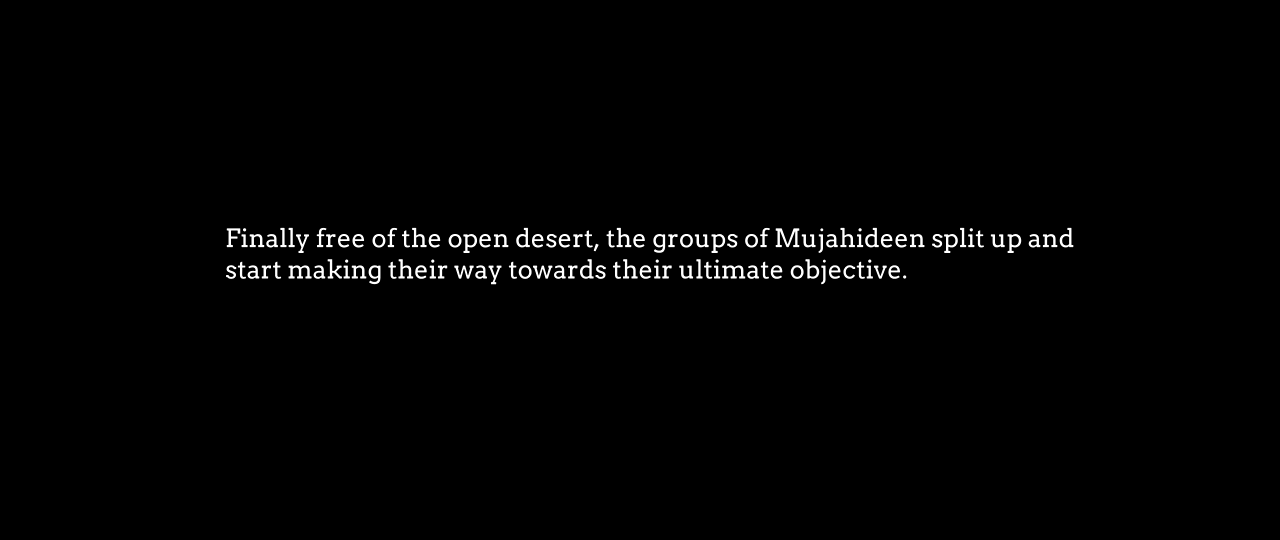 Finally free of the open desert, the groups of Mujahideen split up and
start making their way towards their ultimate objective.